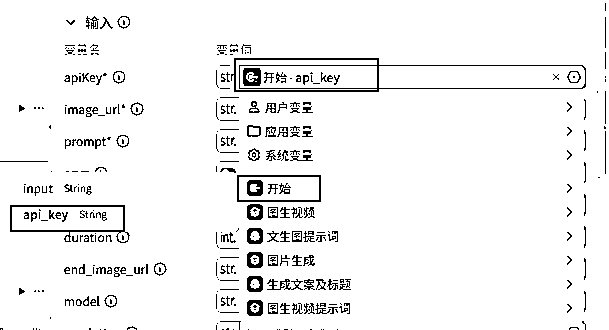 输入
变量名 变量值
apiKey* str 开始 · api_key
image_url* str. 用户变量
prompt* str. 应用变量
系统变量
input String 开始
api_key String 图生视频
duration int. 文生图提示词
end_image_url str. 图片生成
生成文案及标题
model str. 图生视频提示词